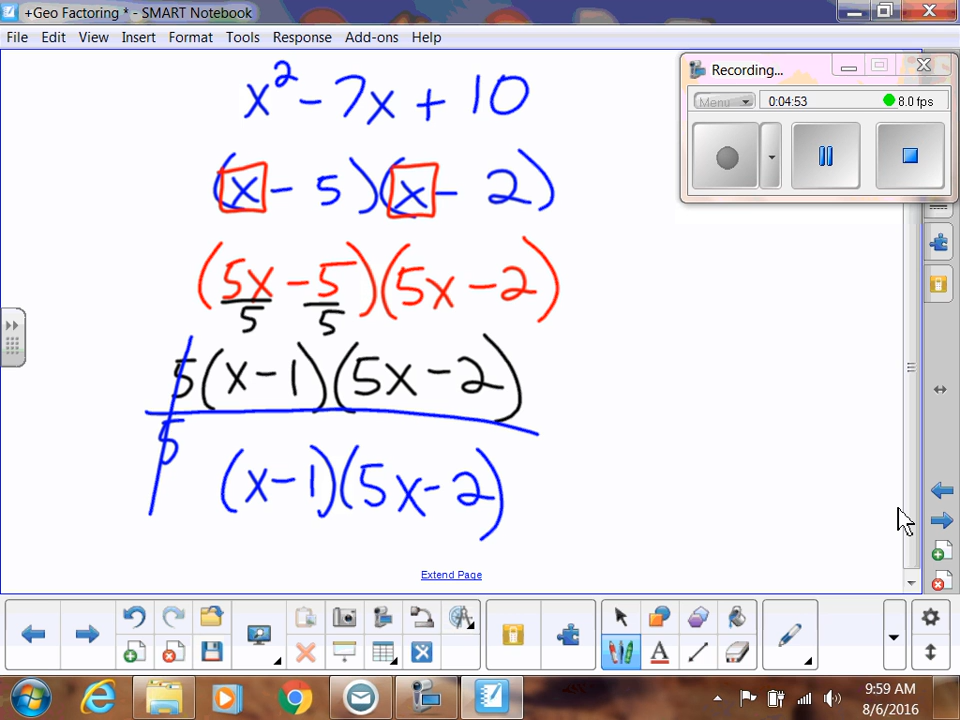 +Geo Factoring * - SMART Notebook
File Edit View Insert Format Tools Response Add-ons Help
Recording...
Menu 0:04:53 8.0 fps
x² - 7x + 10
(x - 5)(x - 2)
(5x - 5)(5x - 2)
5 5
5(x - 1)(5x - 2)
5
(x - 1)(5x - 2)
Extend Page
A
9:59 AM
8/6/2016